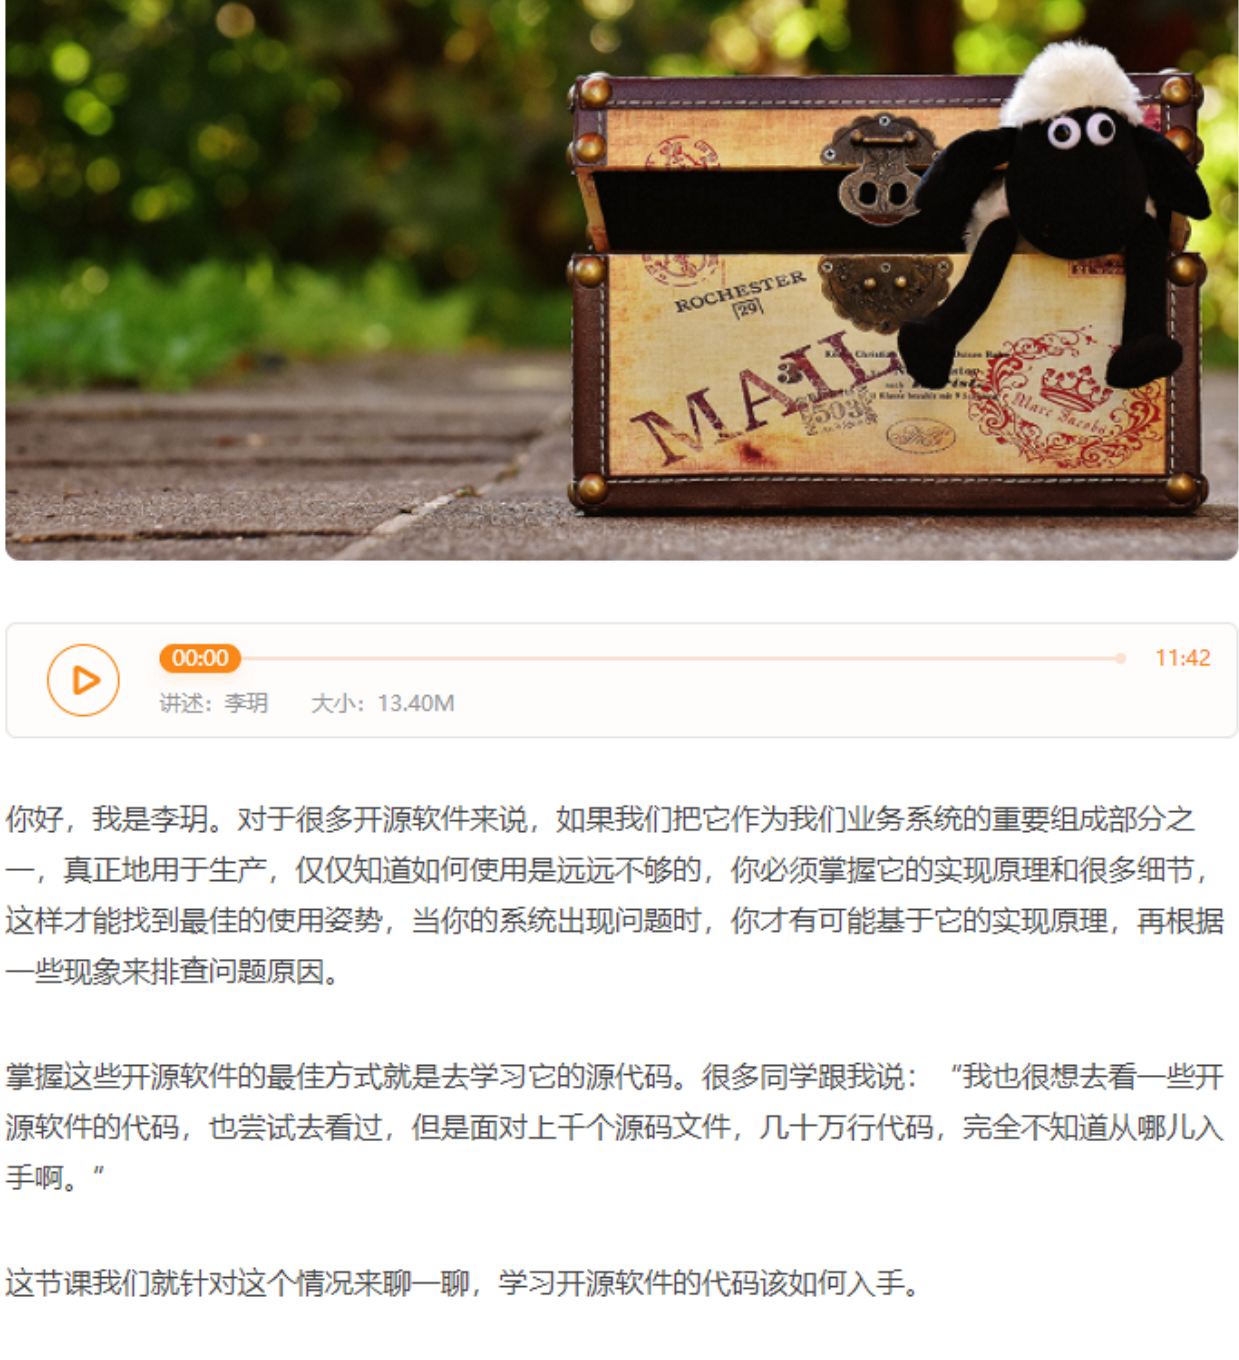 ROCHESTER
29
MAIL
3
503
Marc Jacobs
00:00
11:42
讲述：李玥 大小：13.40M
你好，我是李玥。对于很多开源软件来说，如果我们把它作为我们业务系统的重要组成部分之
一，真正地用于生产，仅仅知道如何使用是远远不够的，你必须掌握它的实现原理和很多细节，
这样才能找到最佳的使用姿势，当你的系统出现问题时，你才有可能基于它的实现原理，再根据
一些现象来排查问题原因。
掌握这些开源软件的最佳方式就是去学习它的源代码。很多同学跟我说：“我也很想去看一些开
源软件的代码，也尝试去看过，但是面对上千个源码文件，几十万行代码，完全不知道从哪儿入
手啊。”
这节课我们就针对这个情况来聊一聊，学习开源软件的代码该如何入手。